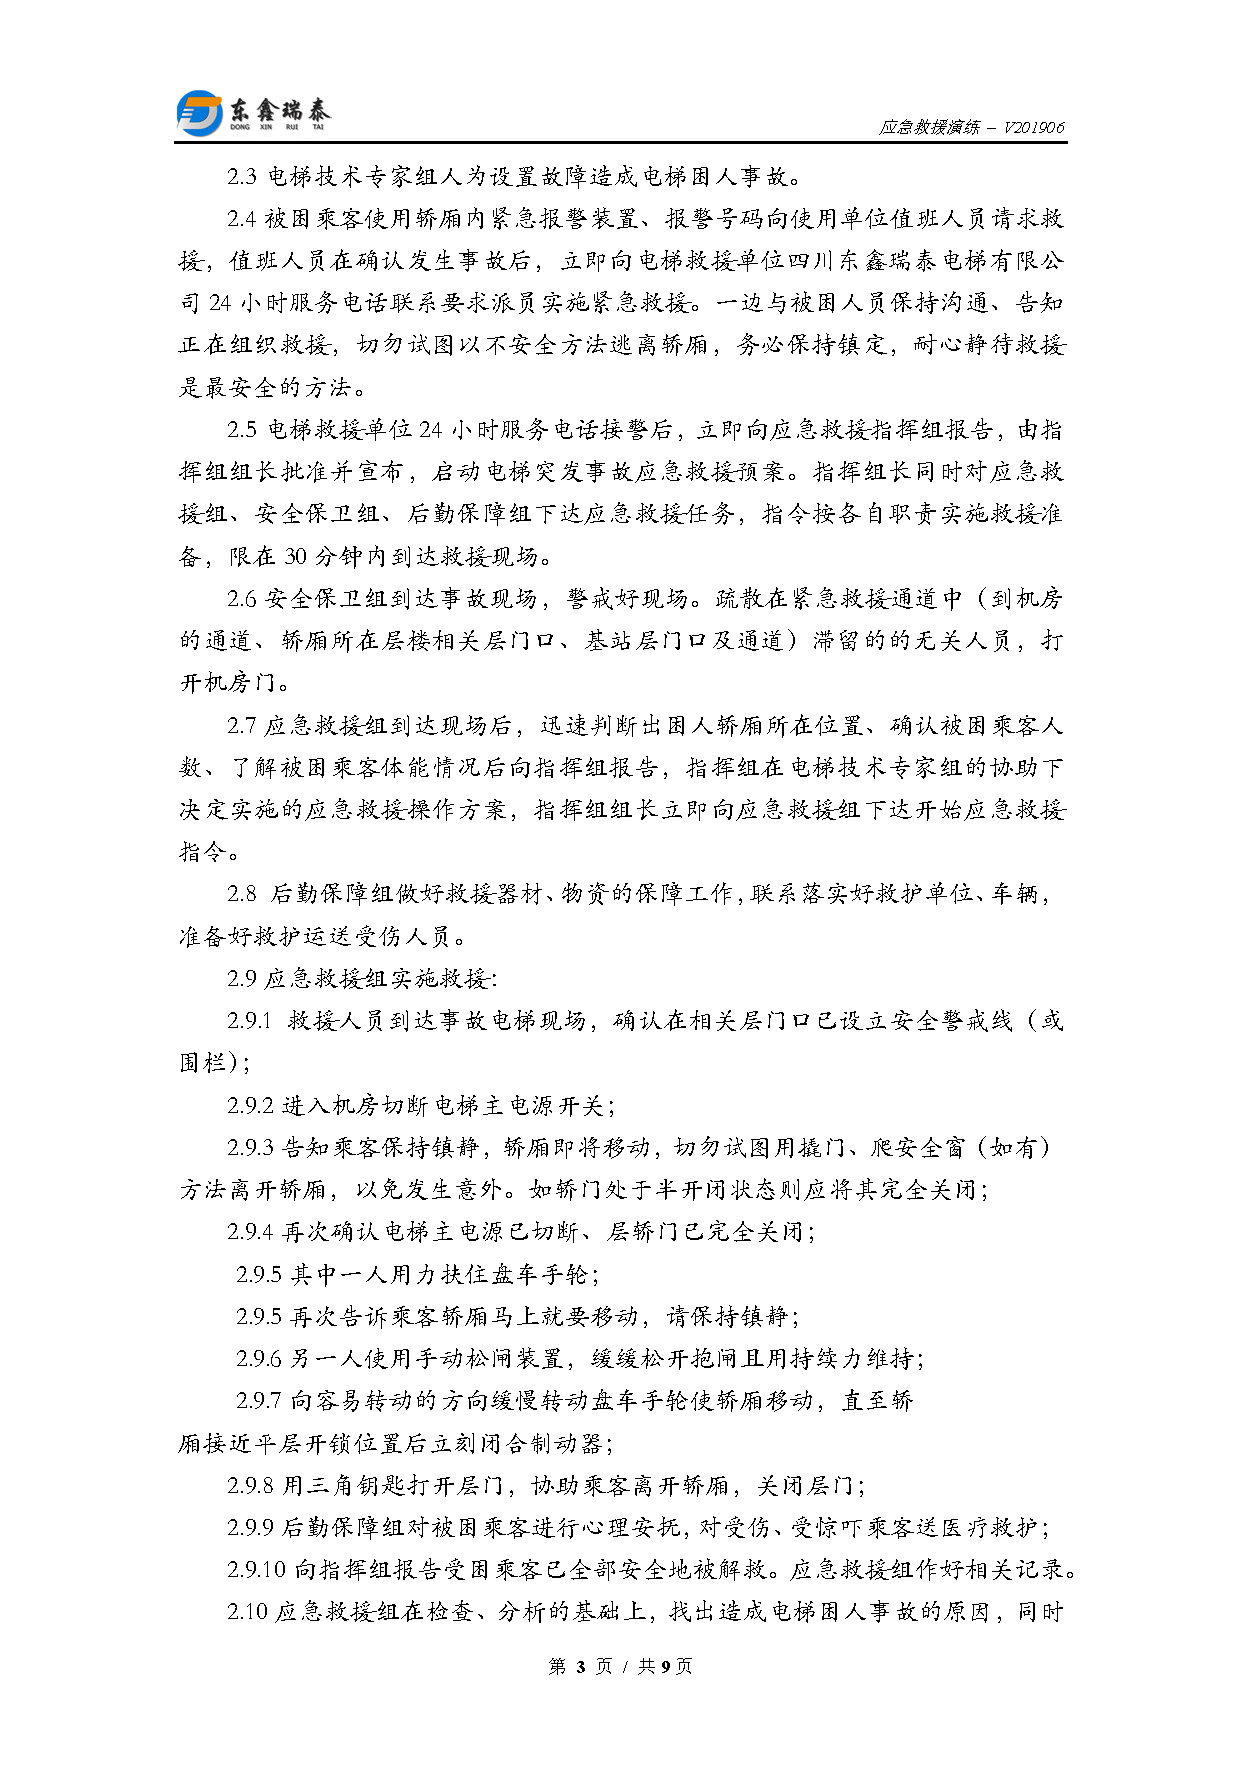 东鑫瑞泰
DONG XIN RUI TAI
应急救援演练 – V201906
2.3 电梯技术专家组人为设置故障造成电梯困人事故。
2.4 被困乘客使用轿厢内紧急报警装置、报警号码向使用单位值班人员请求救
援，值班人员在确认发生事故后，立即向电梯救援单位四川东鑫瑞泰电梯有限公
司 24 小时服务电话联系要求派员实施紧急救援。一边与被困人员保持沟通、告知
正在组织救援，切勿试图以不安全方法逃离轿厢，务必保持镇定，耐心静待救援
是最安全的方法。
2.5 电梯救援单位 24 小时服务电话接警后，立即向应急救援指挥组报告，由指
挥组组长批准并宣布，启动电梯突发事故应急救援预案。指挥组长同时对应急救
援组、安全保卫组、后勤保障组下达应急救援任务，指令按各自职责实施救援准
备，限在 30 分钟内到达救援现场。
2.6 安全保卫组到达事故现场，警戒好现场。疏散在紧急救援通道中（到机房
的通道、轿厢所在层楼相关层门口、基站层门口及通道）滞留的的无关人员，打
开机房门。
2.7 应急救援组到达现场后，迅速判断出困人轿厢所在位置、确认被困乘客人
数、了解被困乘客体能情况后向指挥组报告，指挥组在电梯技术专家组的协助下
决定实施的应急救援操作方案，指挥组组长立即向应急救援组下达开始应急救援
指令。
2.8 后勤保障组做好救援器材、物资的保障工作，联系落实好救护单位、车辆，
准备好救护运送受伤人员。
2.9 应急救援组实施救援：
2.9.1 救援人员到达事故电梯现场，确认在相关层门口已设立安全警戒线（或
围栏）；
2.9.2 进入机房切断电梯主电源开关；
2.9.3 告知乘客保持镇静，轿厢即将移动，切勿试图用撬门、爬安全窗（如有）
方法离开轿厢，以免发生意外。如轿门处于半开闭状态则应将其完全关闭；
2.9.4 再次确认电梯主电源已切断、层轿门已完全关闭；
2.9.5 其中一人用力扶住盘车手轮；
2.9.5 再次告诉乘客轿厢马上就要移动，请保持镇静；
2.9.6 另一人使用手动松闸装置，缓缓松开抱闸且用持续力维持；
2.9.7 向容易转动的方向缓慢转动盘车手轮使轿厢移动，直至轿
厢接近平层开锁位置后立刻闭合制动器；
2.9.8 用三角钥匙打开层门，协助乘客离开轿厢，关闭层门；
2.9.9 后勤保障组对被困乘客进行心理安抚，对受伤、受惊吓乘客送医疗救护；
2.9.10 向指挥组报告受困乘客已全部安全地被解救。应急救援组作好相关记录。
2.10 应急救援组在检查、分析的基础上，找出造成电梯困人事故的原因，同时
第 3 页 / 共 9 页